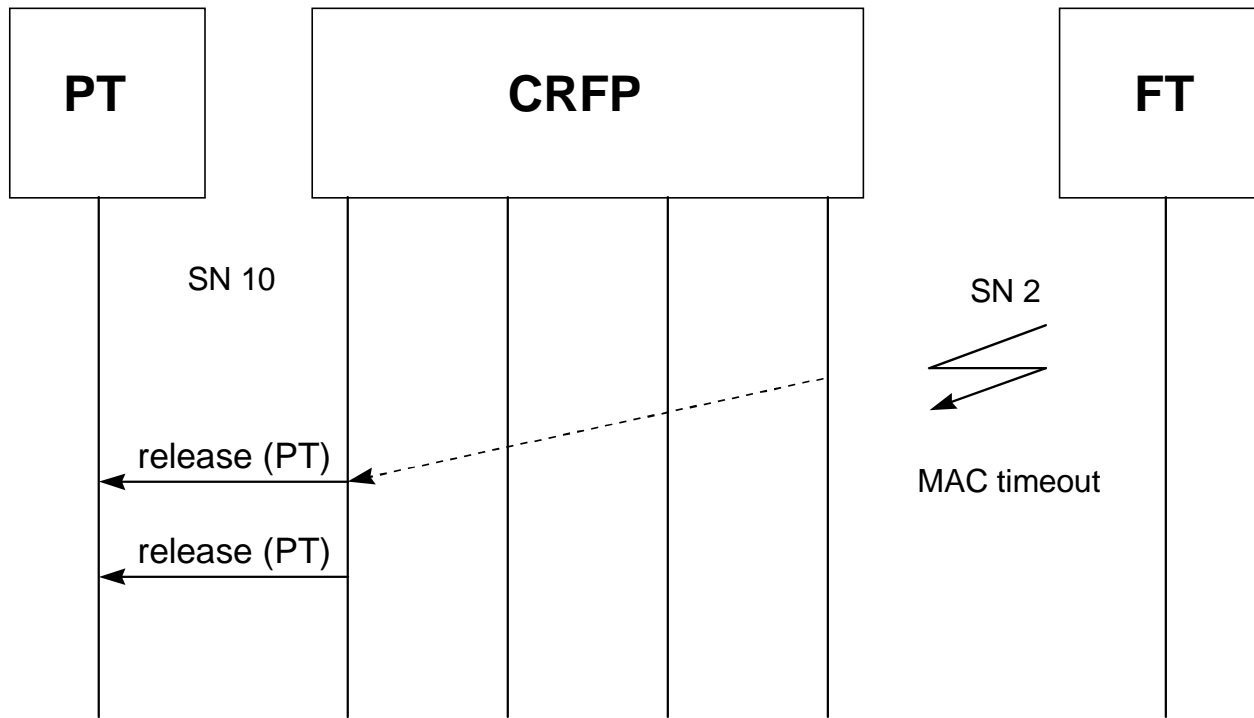 PT
CRFP
FT
SN 10
SN 2
release (PT)
MAC timeout
release (PT)